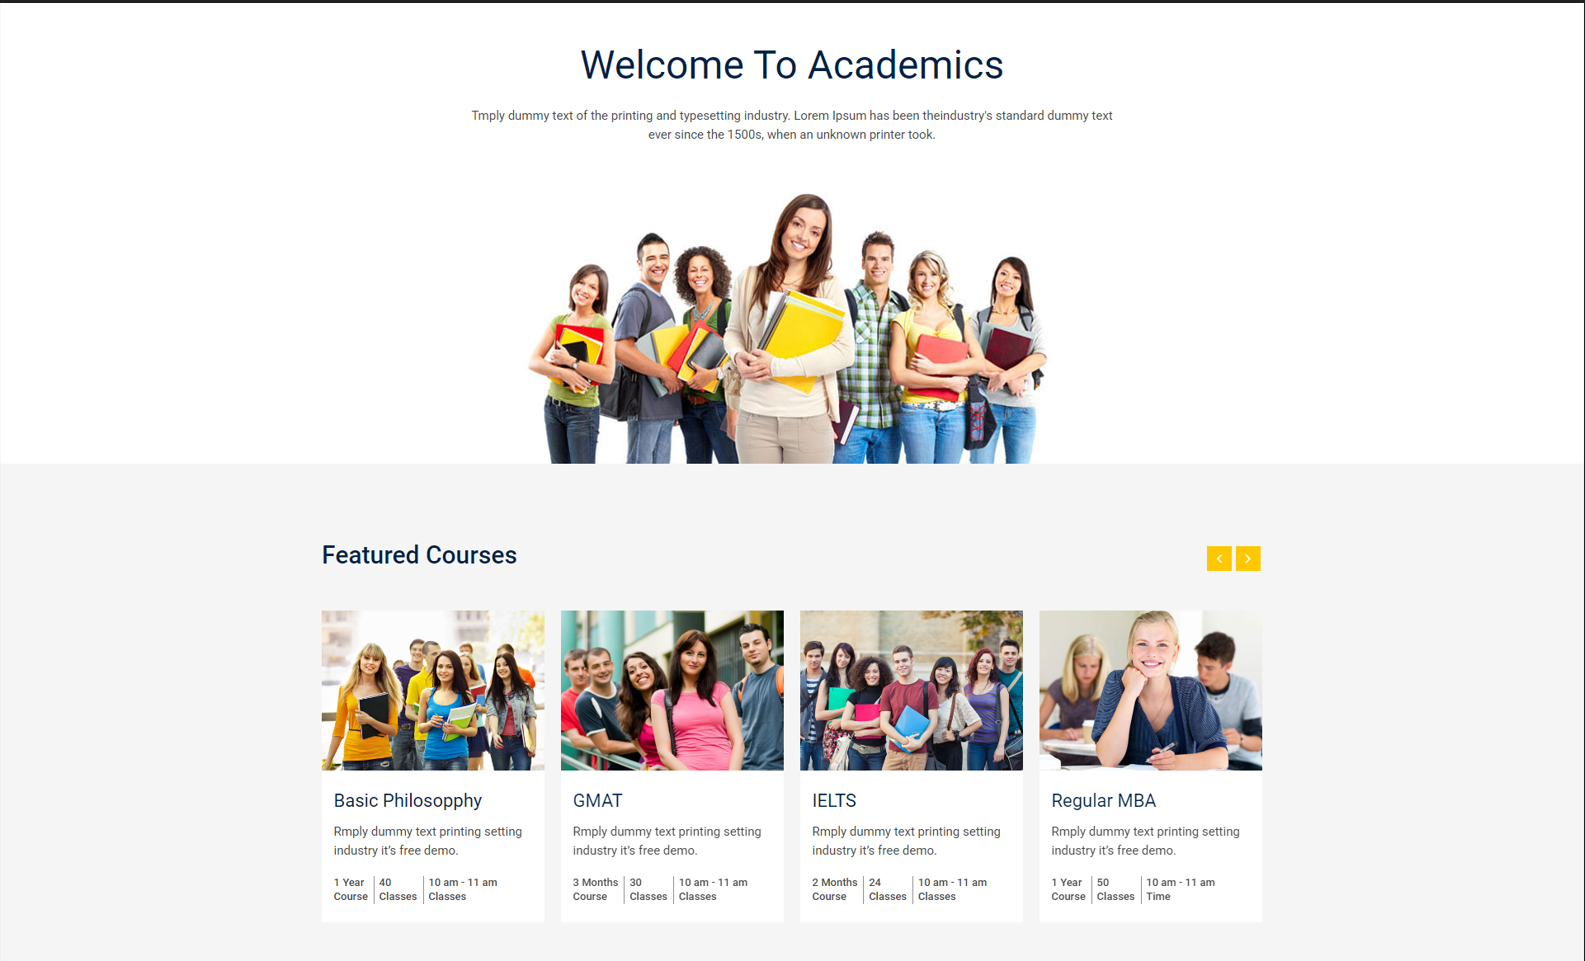 Welcome To Academics
Tmply dummy text of the printing and typesetting industry. Lorem Ipsum has been theindustry's standard dummy text
ever since the 1500s, when an unknown printer took.
Featured Courses
Basic Philosopphy
Rmply dummy text printing setting
industry it's free demo.
1 Year
Course
40
Classes
10 am - 11 am
Classes
GMAT
Rmply dummy text printing setting
industry it's free demo.
3 Months
Course
30
Classes
10 am - 11 am
Classes
IELTS
Rmply dummy text printing setting
industry it's free demo.
2 Months
Course
24
Classes
10 am - 11 am
Classes
Regular MBA
Rmply dummy text printing setting
industry it's free demo.
1 Year
Course
50
Classes
10 am - 11 am
Time